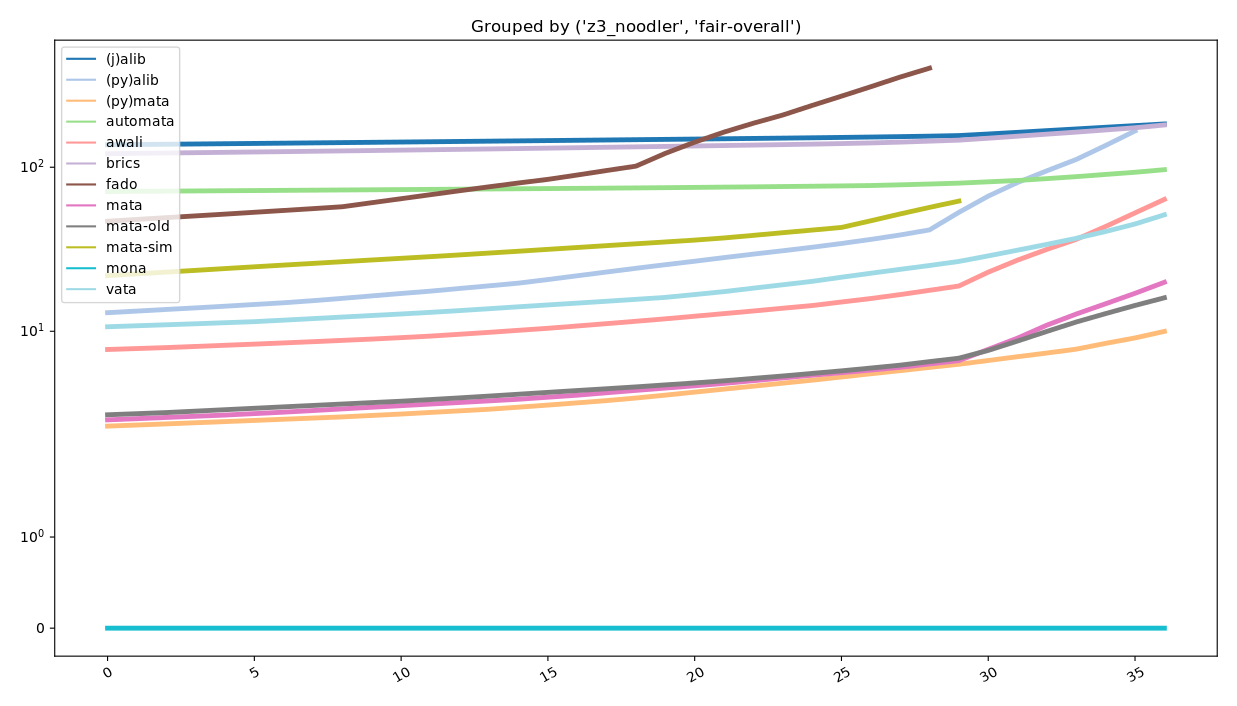 Grouped by ('z3_noodler', 'fair-overall')
(j)alib
(py)alib
(py)mata
automata
awali
brics
fado
mata
mata-old
mata-sim
mona
vata
10²
10¹
10⁰
0
0 5 10 15 20 25 30 35